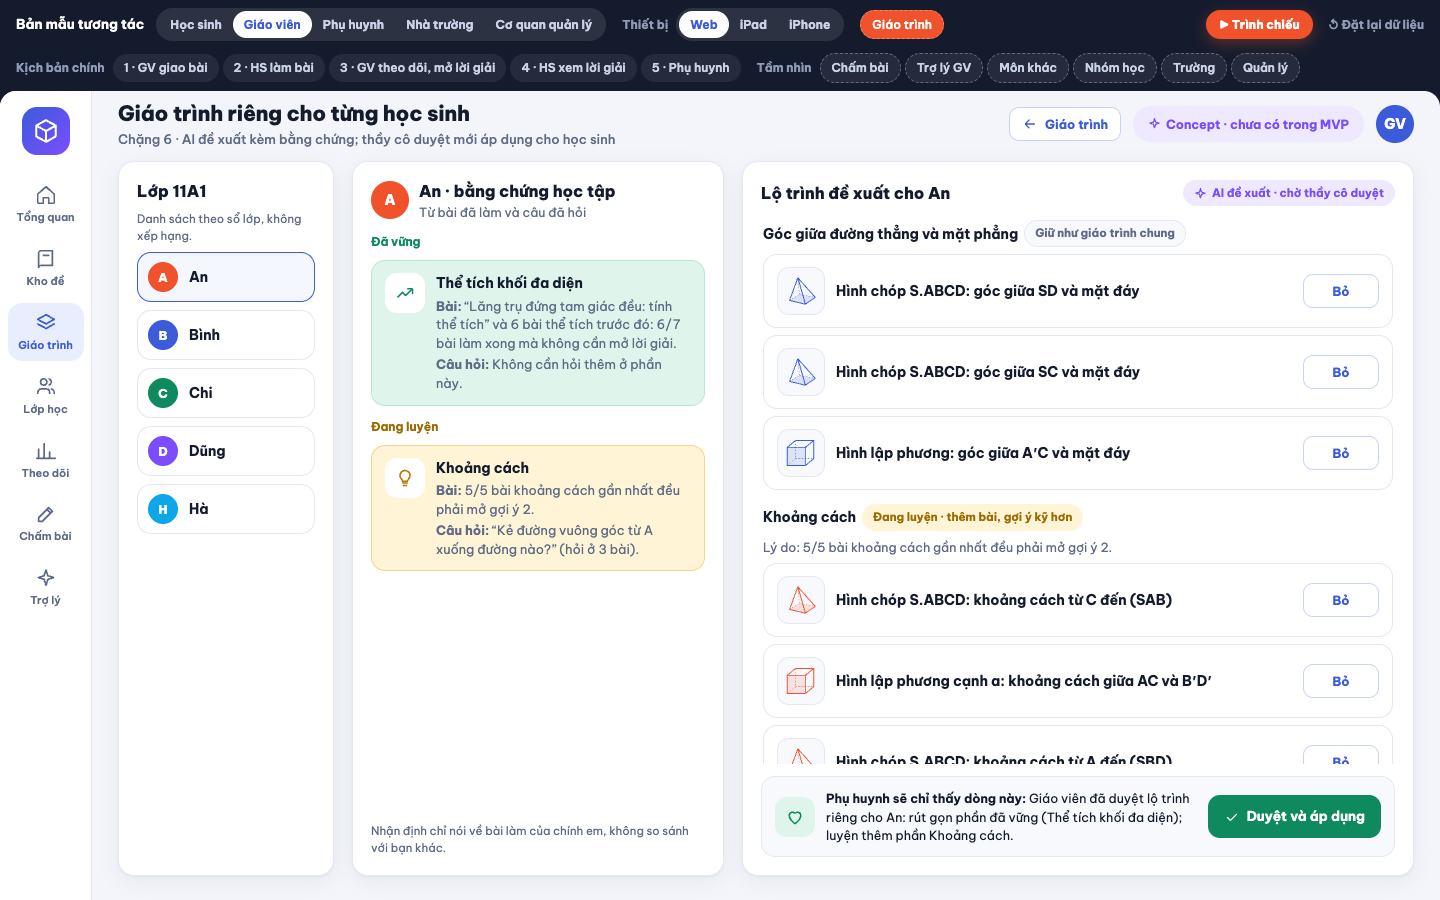 Bản mẫu tương tác
Học sinh
Giáo viên
Phụ huynh
Nhà trường
Cơ quan quản lý
Thiết bị
Web
iPad
iPhone
Giáo trình
Trình chiếu
Đặt lại dữ liệu
Kịch bản chính
1 · GV giao bài
2 · HS làm bài
3 · GV theo dõi, mở lời giải
4 · HS xem lời giải
5 · Phụ huynh
Tầm nhìn
Chấm bài
Trợ lý GV
Môn khác
Nhóm học
Trường
Quản lý
Tổng quan
Kho đề
Giáo trình
Lớp học
Theo dõi
Chấm bài
Trợ lý
Giáo trình riêng cho từng học sinh
Chặng 6 · AI đề xuất kèm bằng chứng; thầy cô duyệt mới áp dụng cho học sinh
← Giáo trình
Concept · chưa có trong MVP
GV
Lớp 11A1
Danh sách theo sổ lớp, không
xếp hạng.
A An
B Bình
C Chi
D Dũng
H Hà
A
An · bằng chứng học tập
Từ bài đã làm và câu đã hỏi
Đã vững
Thể tích khối đa diện
Bài: “Lăng trụ đứng tam giác đều: tính
thể tích” và 6 bài thể tích trước đó: 6/7
bài làm xong mà không cần mở lời giải.
Câu hỏi: Không cần hỏi thêm ở phần
này.
Đang luyện
Khoảng cách
Bài: 5/5 bài khoảng cách gần nhất đều
phải mở gợi ý 2.
Câu hỏi: “Kẻ đường vuông góc từ A
xuống đường nào?” (hỏi ở 3 bài).
Nhận định chỉ nói về bài làm của chính em, không so sánh
với bạn khác.
Lộ trình đề xuất cho An
AI đề xuất · chờ thầy cô duyệt
Góc giữa đường thẳng và mặt phẳng
Giữ như giáo trình chung
Hình chóp S.ABCD: góc giữa SD và mặt đáy
Bỏ
Hình chóp S.ABCD: góc giữa SC và mặt đáy
Bỏ
Hình lập phương: góc giữa A’C và mặt đáy
Bỏ
Khoảng cách
Đang luyện · thêm bài, gợi ý kỹ hơn
Lý do: 5/5 bài khoảng cách gần nhất đều phải mở gợi ý 2.
Hình chóp S.ABCD: khoảng cách từ C đến (SAB)
Bỏ
Hình lập phương cạnh a: khoảng cách giữa AC và B’D’
Bỏ
Hình chóp S.ABCD: khoảng cách từ A đến (SBD)
Bỏ
Phụ huynh sẽ chỉ thấy dòng này: Giáo viên đã duyệt lộ trình
riêng cho An: rút gọn phần đã vững (Thể tích khối đa diện);
luyện thêm phần Khoảng cách.
Duyệt và áp dụng